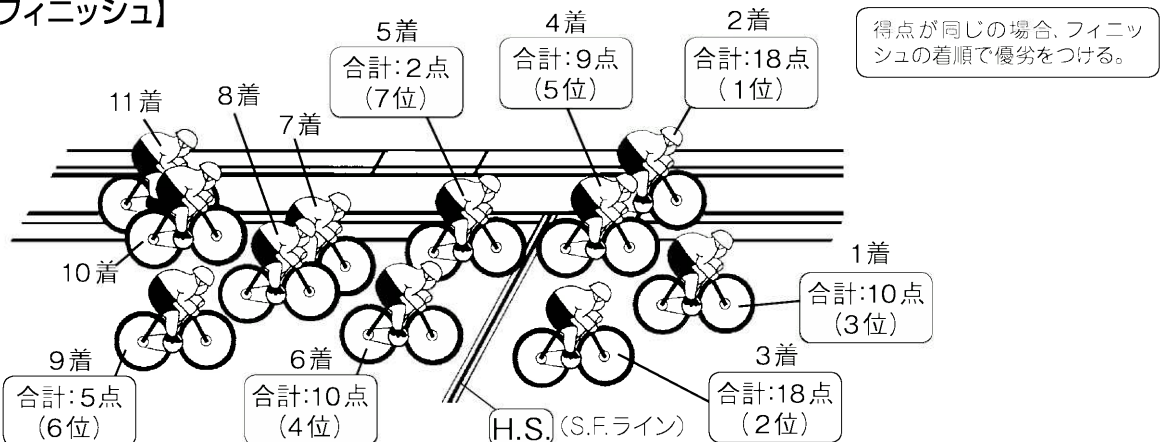 フィニッシュ】
得点が同じの場合、フィニッ
シュの着順で優劣をつける。
2着
合計:18点
(1位)
4着
合計:9点
(5位)
5着
合計:2点
(7位)
7着
8着
11着
10着
1着
合計:10点
(3位)
3着
合計:18点
(2位)
6着
合計:10点
(4位)
9着
合計:5点
(6位)
H.S.(S.F.ライン)